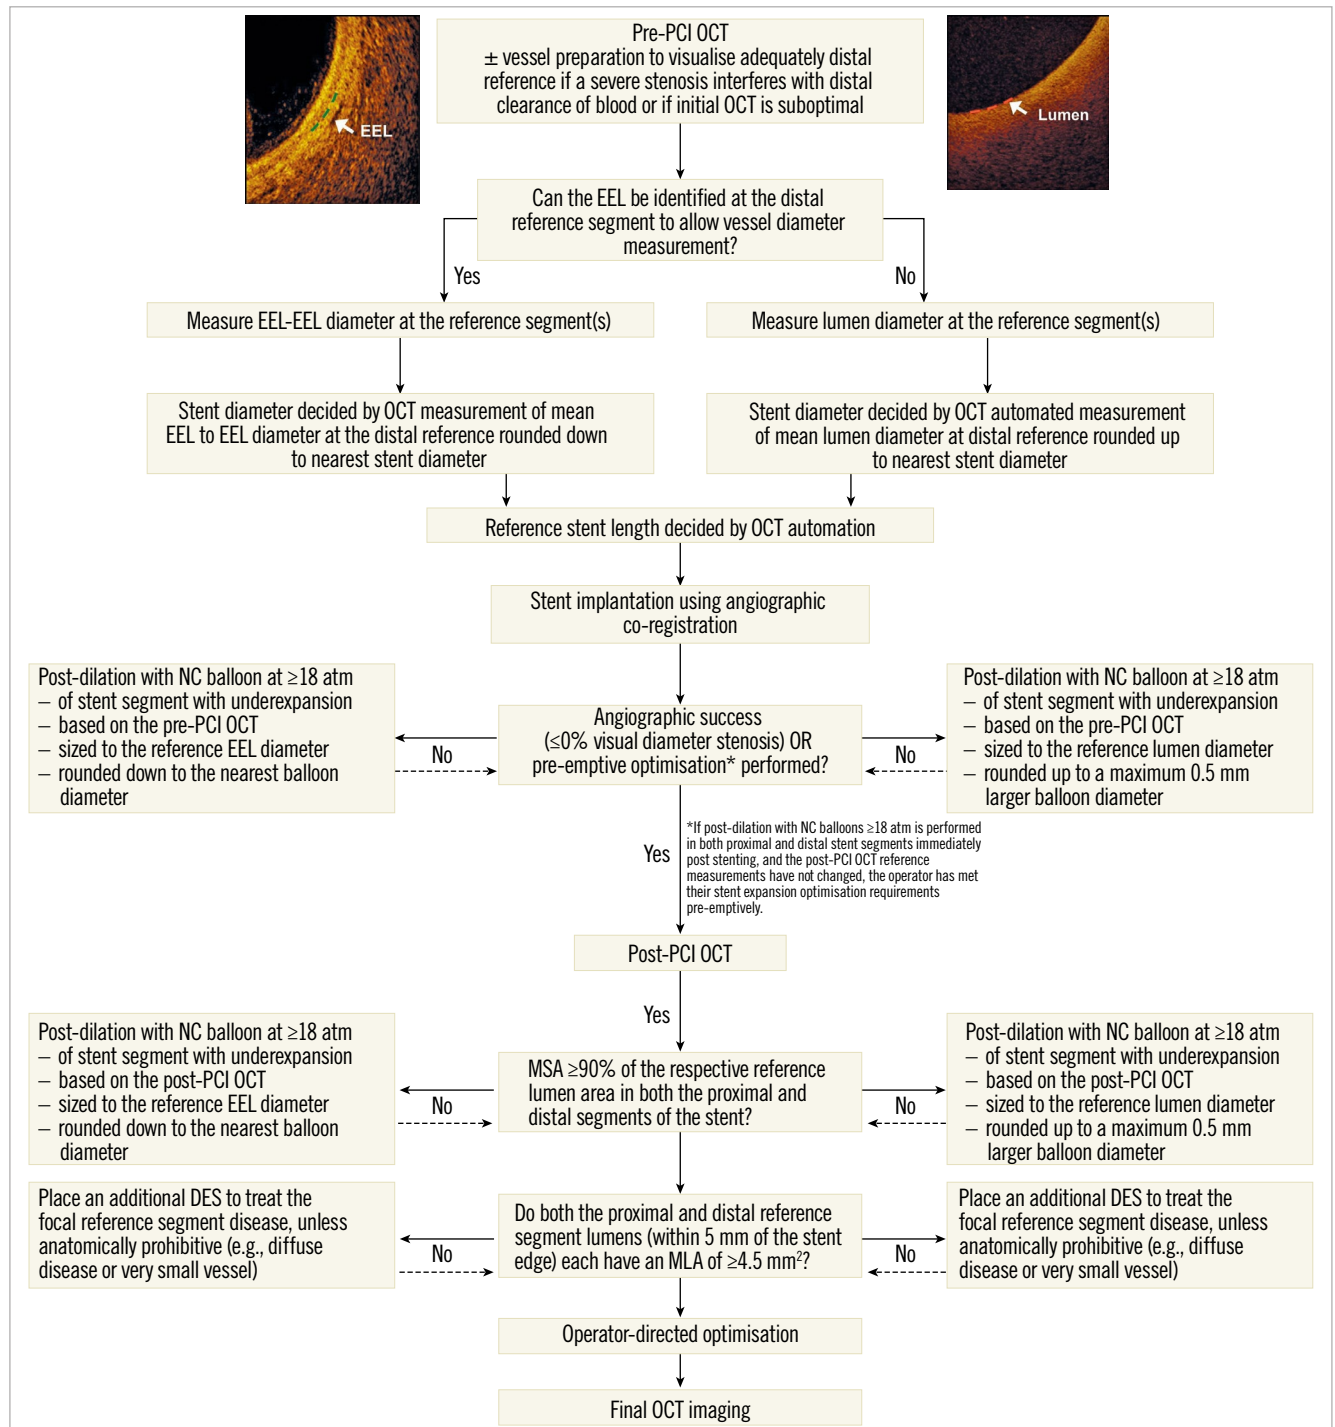 Pre-PCI OCT
± vessel preparation to visualise adequately distal
reference if a severe stenosis interferes with distal
clearance of blood or if initial OCT is suboptimal
EEL
Lumen
Can the EEL be identified at the distal
reference segment to allow vessel diameter
measurement?
Yes
No
Measure EEL-EEL diameter at the reference segment(s)
Measure lumen diameter at the reference segment(s)
Stent diameter decided by OCT measurement of mean
EEL to EEL diameter at the distal reference rounded down
to nearest stent diameter
Stent diameter decided by OCT automated measurement
of mean lumen diameter at distal reference rounded up
to nearest stent diameter
Reference stent length decided by OCT automation
Stent implantation using angiographic
co-registration
Post-dilation with NC balloon at ≥18 atm
– of stent segment with underexpansion
– based on the pre-PCI OCT
– sized to the reference EEL diameter
– rounded down to the nearest balloon
diameter
No
Angiographic success
(≤0% visual diameter stenosis) OR
pre-emptive optimisation* performed?
No
Post-dilation with NC balloon at ≥18 atm
– of stent segment with underexpansion
– based on the pre-PCI OCT
– sized to the reference lumen diameter
– rounded up to a maximum 0.5 mm
larger balloon diameter
Yes
*If post-dilation with NC balloons ≥18 atm is performed
in both proximal and distal stent segments immediately
post stenting, and the post-PCI OCT reference
measurements have not changed, the operator has met
their stent expansion optimisation requirements
pre-emptively.
Post-PCI OCT
Yes
Post-dilation with NC balloon at ≥18 atm
– of stent segment with underexpansion
– based on the post-PCI OCT
– sized to the reference EEL diameter
– rounded down to the nearest balloon
diameter
No
MSA ≥90% of the respective reference
lumen area in both the proximal and
distal segments of the stent?
No
Post-dilation with NC balloon at ≥18 atm
– of stent segment with underexpansion
– based on the post-PCI OCT
– sized to the reference lumen diameter
– rounded up to a maximum 0.5 mm
larger balloon diameter
Place an additional DES to treat the
focal reference segment disease, unless
anatomically prohibitive (e.g., diffuse
disease or very small vessel)
No
Do both the proximal and distal reference
segment lumens (within 5 mm of the stent
edge) each have an MLA of ≥4.5 mm²?
No
Place an additional DES to treat the
focal reference segment disease, unless
anatomically prohibitive (e.g., diffuse
disease or very small vessel)
Operator-directed optimisation
Final OCT imaging